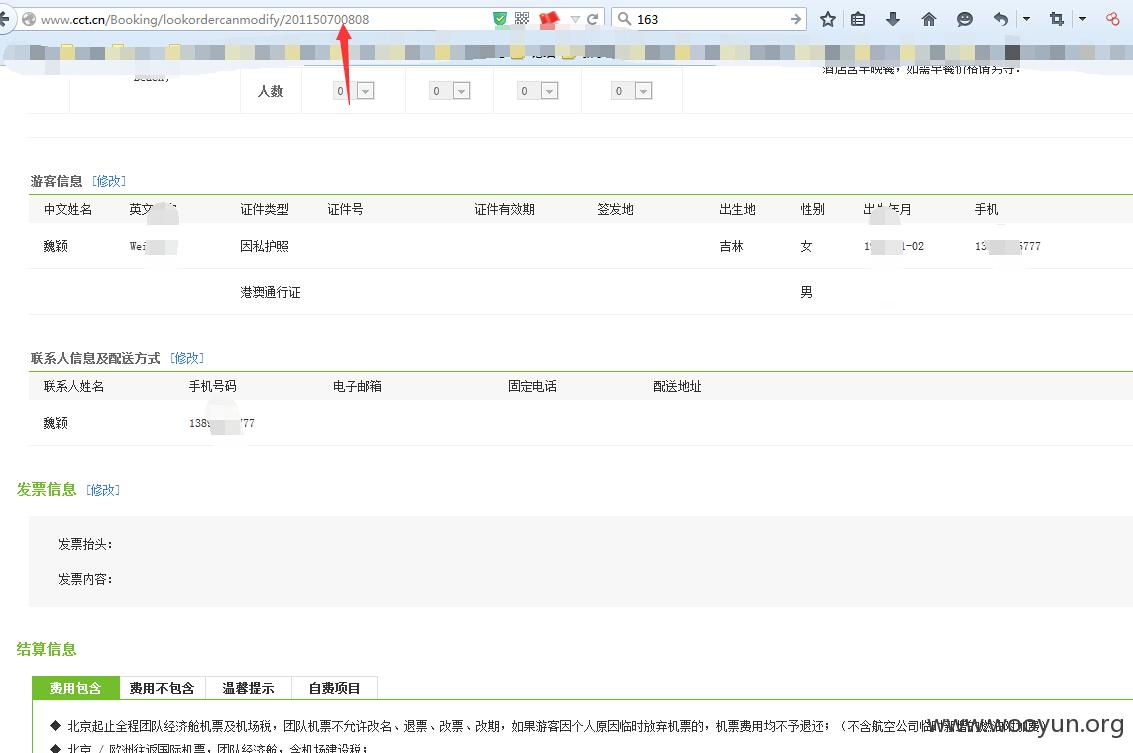 www.cct.cn/Booking/lookordercanmodify/201150700808
163
人数 0 0 0 0
游客信息 [修改]
中文姓名 英文 证件类型 证件号 证件有效期 签发地 出生地 性别 出生年月 手机
魏颖 Wei 因私护照 吉林 女 1-02 13 5777
港澳通行证 男
联系人信息及配送方式 [修改]
联系人姓名 手机号码 电子邮箱 固定电话 配送地址
魏颖 138 77
发票信息 [修改]
发票抬头:
发票内容:
结算信息
费用包含 费用不包含 温馨提示 自费项目
◆ 北京起止全程团队经济舱机票及机场税，团队机票不允许改名、退票、改票、改期，如果游客因个人原因临时放弃机票的，机票费用均不予退还；（不含航空公司临时新增的燃油附加费）
www.wooyun.org
◆ 北京 / 欧洲往返国际机票，团队经济舱，含机场建设税；